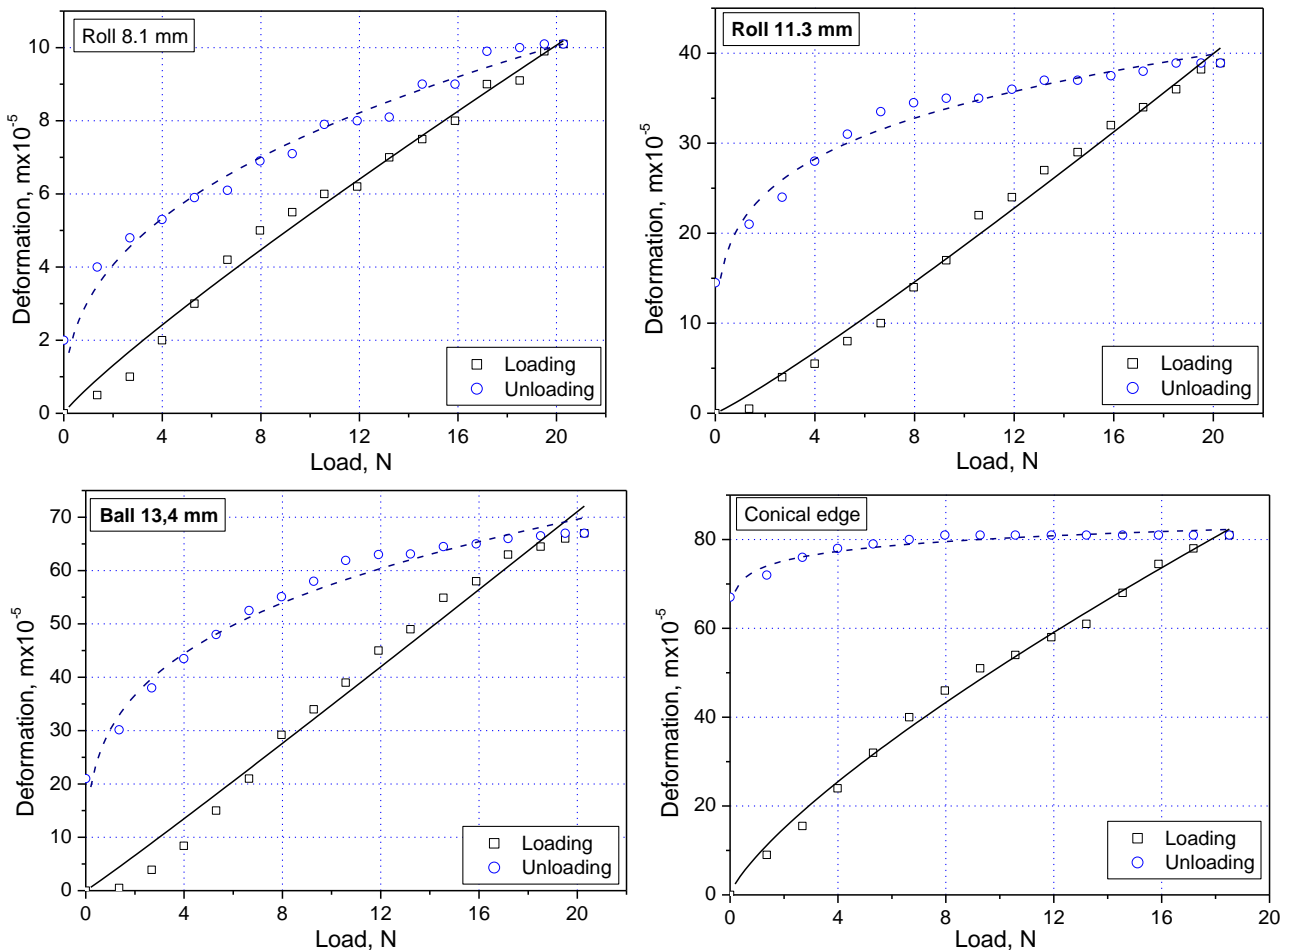 Roll 8.1 mm
Deformation, mx10⁻⁵
10
8
6
4
2
0
Loading
Unloading
0 4 8 12 16 20
Load, N
Roll 11.3 mm
Deformation, mx10⁻⁵
40
30
20
10
0
Loading
Unloading
0 4 8 12 16 20
Load, N
Ball 13,4 mm
Deformation, mx10⁻⁵
70
60
50
40
30
20
10
0
Loading
Unloading
0 4 8 12 16 20
Load, N
Conical edge
Deformation, mx10⁻⁵
80
60
40
20
0
Loading
Unloading
0 4 8 12 16 20
Load, N